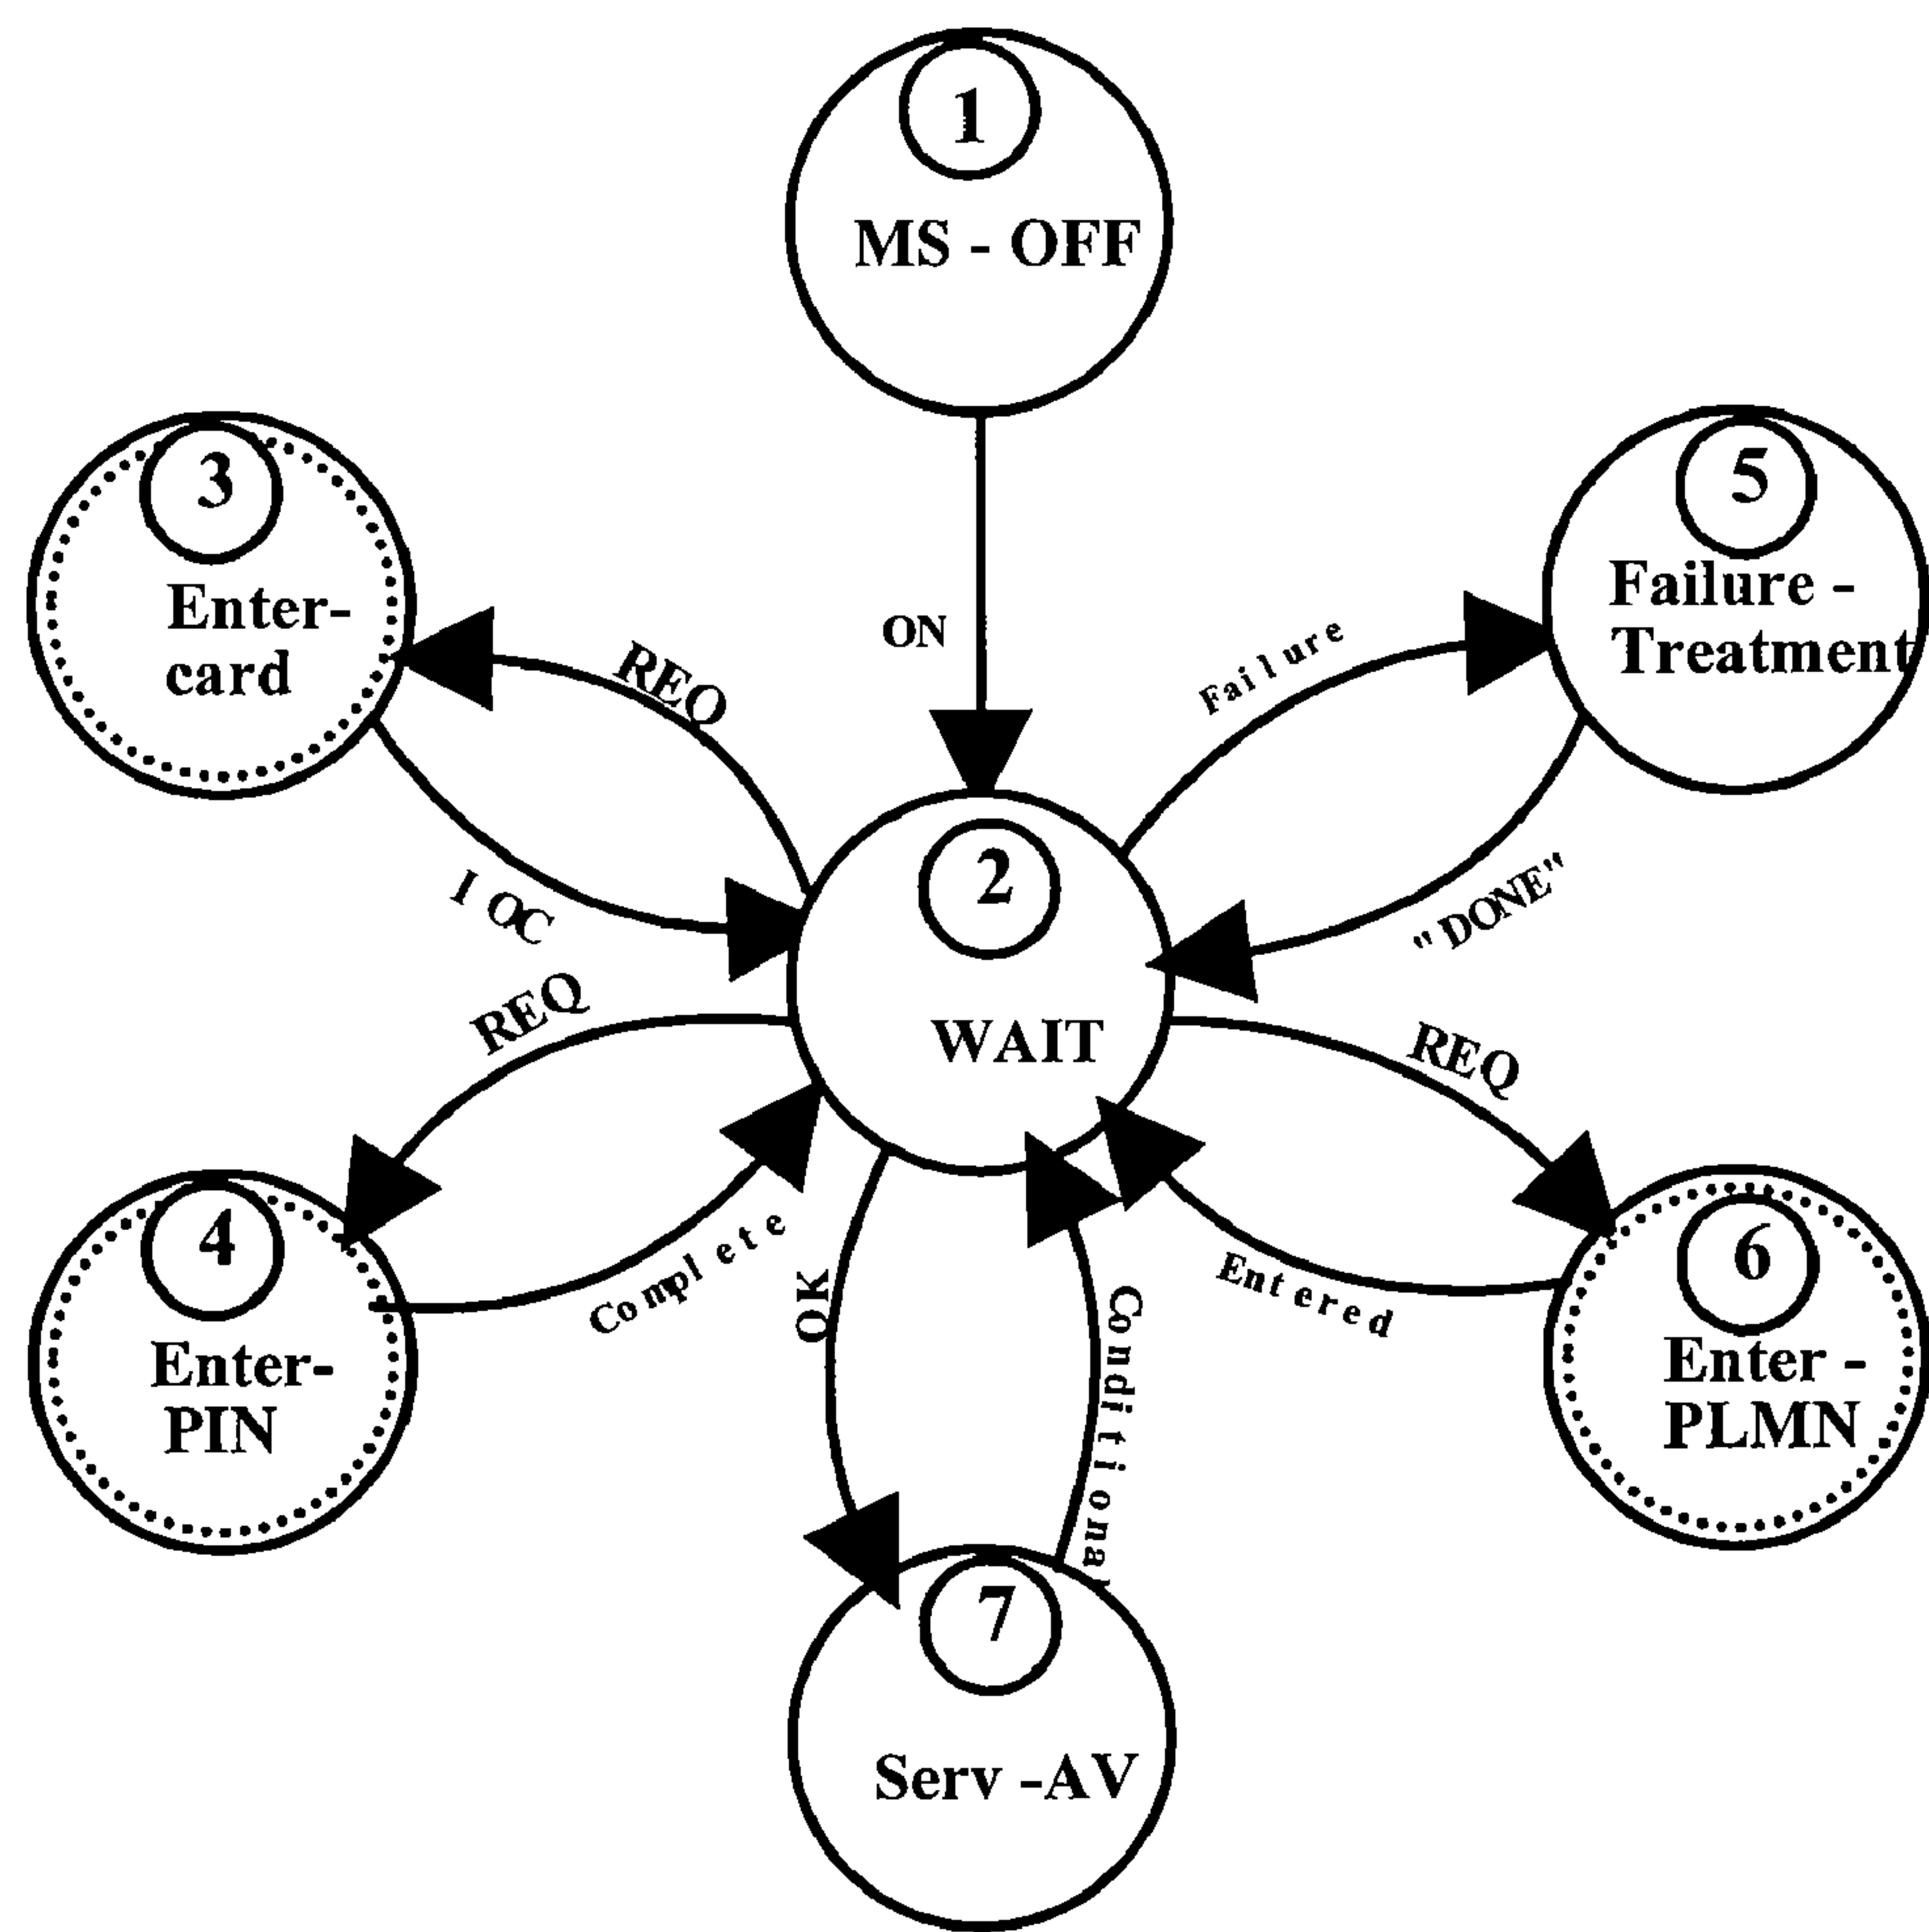 1
MS - OFF
3
Enter-
card
5
Failure -
Treatment
ON
REQ
Failure
I QC
"DONE"
2
WAIT
REQ
REQ
4
Enter-
PIN
Complete
OK
Conditional
Entered
6
Enter -
PLMN
7
Serv -AV